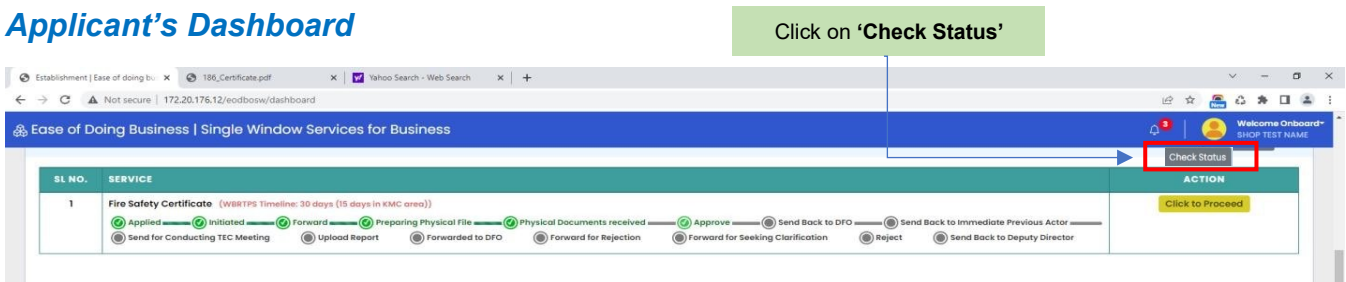 Applicant's Dashboard
Click on 'Check Status'
Establishment | Ease of doing bu
186_Certificate.pdf
Yahoo Search - Web Search
Not secure | 172.20.176.12/eodbosw/dashboard
New
Ease of Doing Business | Single Window Services for Business
3
Welcome Onboard
SHOP TEST NAME
Check Status
SL NO. SERVICE ACTION
1 Fire Safety Certificate (WBRTPS Timeline: 30 days (15 days in KMC area)) Click to Proceed
Applied Initiated Forward Preparing Physical File Physical Documents received Approve Send Back to DFO Send Back to Immediate Previous Actor
Send for Conducting TEC Meeting Upload Report Forwarded to DFO Forward for Rejection Forward for Seeking Clarification Reject Send Back to Deputy Director